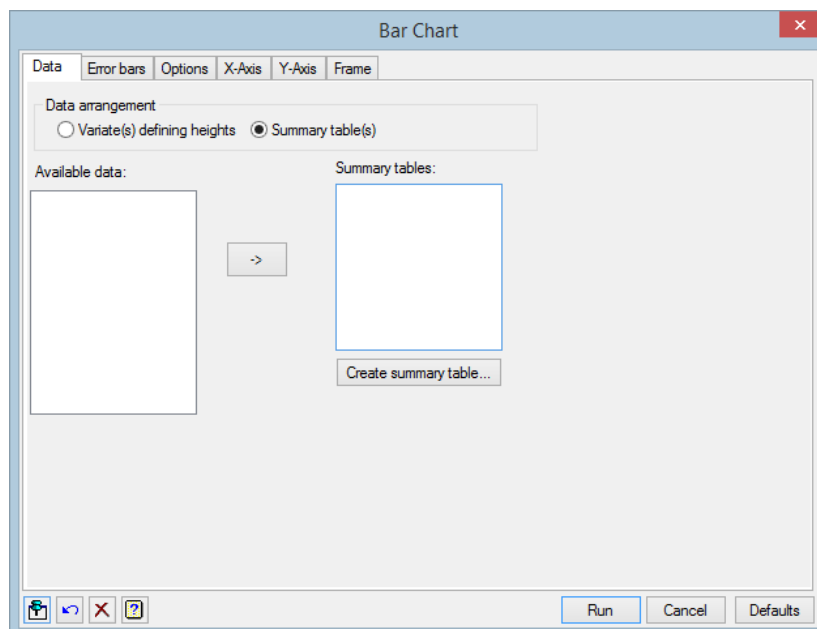 Bar Chart
Data Error bars Options X-Axis Y-Axis Frame
Data arrangement
Variate(s) defining heights Summary table(s)
Available data: Summary tables:
->
Create summary table...
Run Cancel Defaults